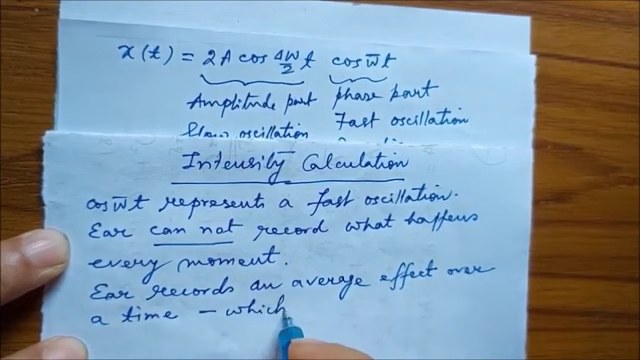 x(t) = 2A cos Δω/2 t cos ω̅t
Amplitude part phase part
Slow oscillation Fast oscillation
Intensity Calculation
cos ω̅t represents a fast oscillation.
Ear can not record what happens
every moment.
Ear records an average effect over
a time – which